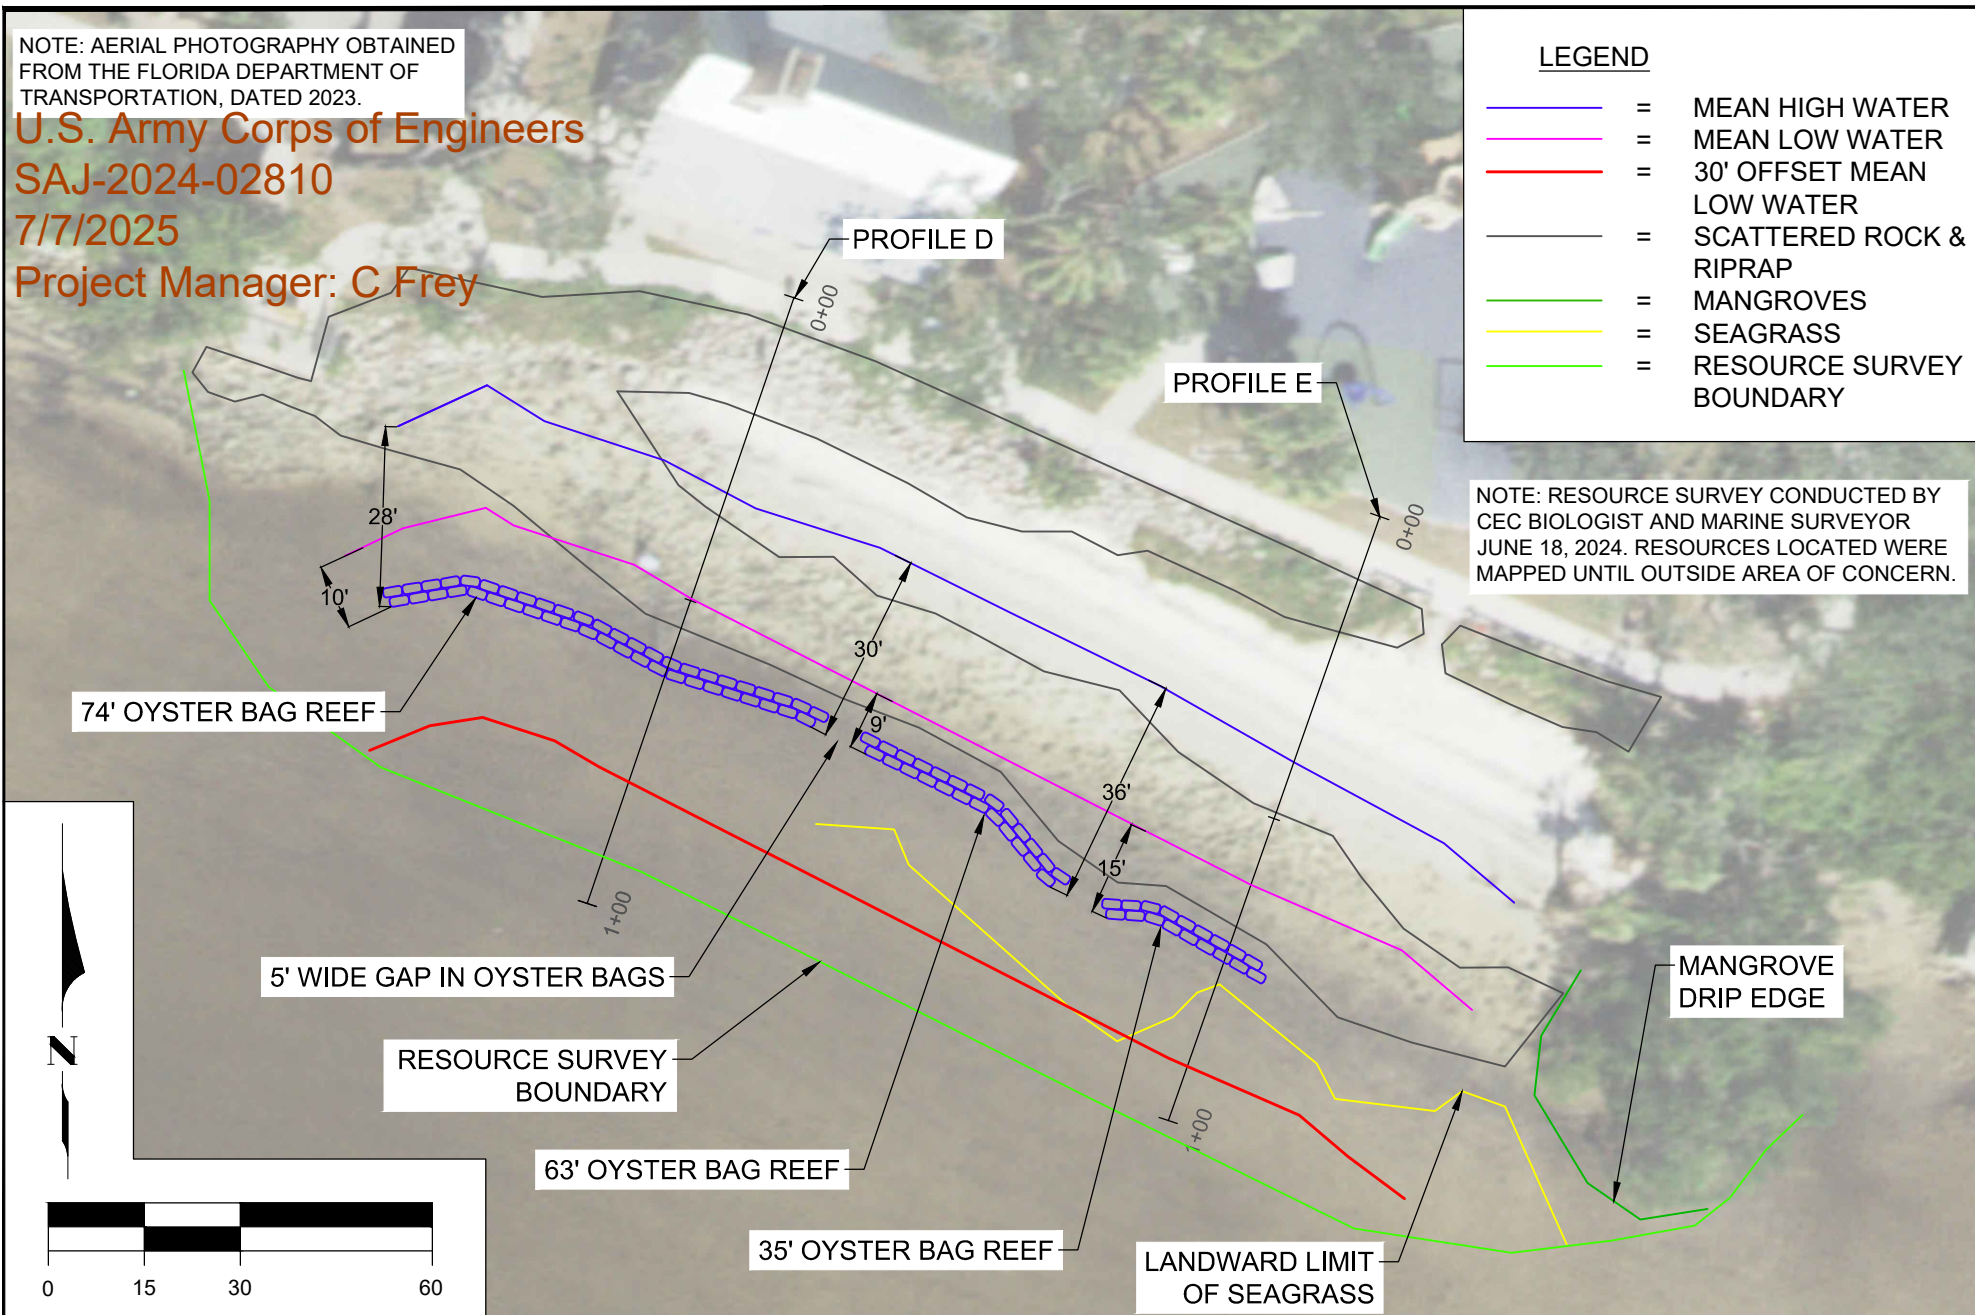 NOTE: AERIAL PHOTOGRAPHY OBTAINED
FROM THE FLORIDA DEPARTMENT OF
TRANSPORTATION, DATED 2023.
U.S. Army Corps of Engineers
SAJ-2024-02810
7/7/2025
Project Manager: C Frey
LEGEND
= MEAN HIGH WATER
= MEAN LOW WATER
= 30' OFFSET MEAN
LOW WATER
= SCATTERED ROCK &
RIPRAP
= MANGROVES
= SEAGRASS
= RESOURCE SURVEY
BOUNDARY
NOTE: RESOURCE SURVEY CONDUCTED BY
CEC BIOLOGIST AND MARINE SURVEYOR
JUNE 18, 2024. RESOURCES LOCATED WERE
MAPPED UNTIL OUTSIDE AREA OF CONCERN.
PROFILE D
0+00
PROFILE E
0+00
28'
10'
30'
9'
36'
15'
74' OYSTER BAG REEF
1+00
5' WIDE GAP IN OYSTER BAGS
RESOURCE SURVEY
BOUNDARY
MANGROVE
DRIP EDGE
1+00
63' OYSTER BAG REEF
35' OYSTER BAG REEF
LANDWARD LIMIT
OF SEAGRASS
N
0 15 30 60